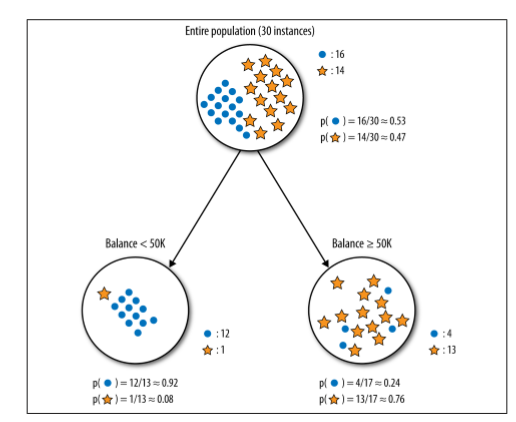 Entire population (30 instances)
: 16
: 14
p( ) = 16/30 ≈ 0.53
p( ) = 14/30 ≈ 0.47
Balance < 50K
Balance ≥ 50K
: 12
: 1
: 4
: 13
p( ) = 12/13 ≈ 0.92
p( ) = 1/13 ≈ 0.08
p( ) = 4/17 ≈ 0.24
p( ) = 13/17 ≈ 0.76